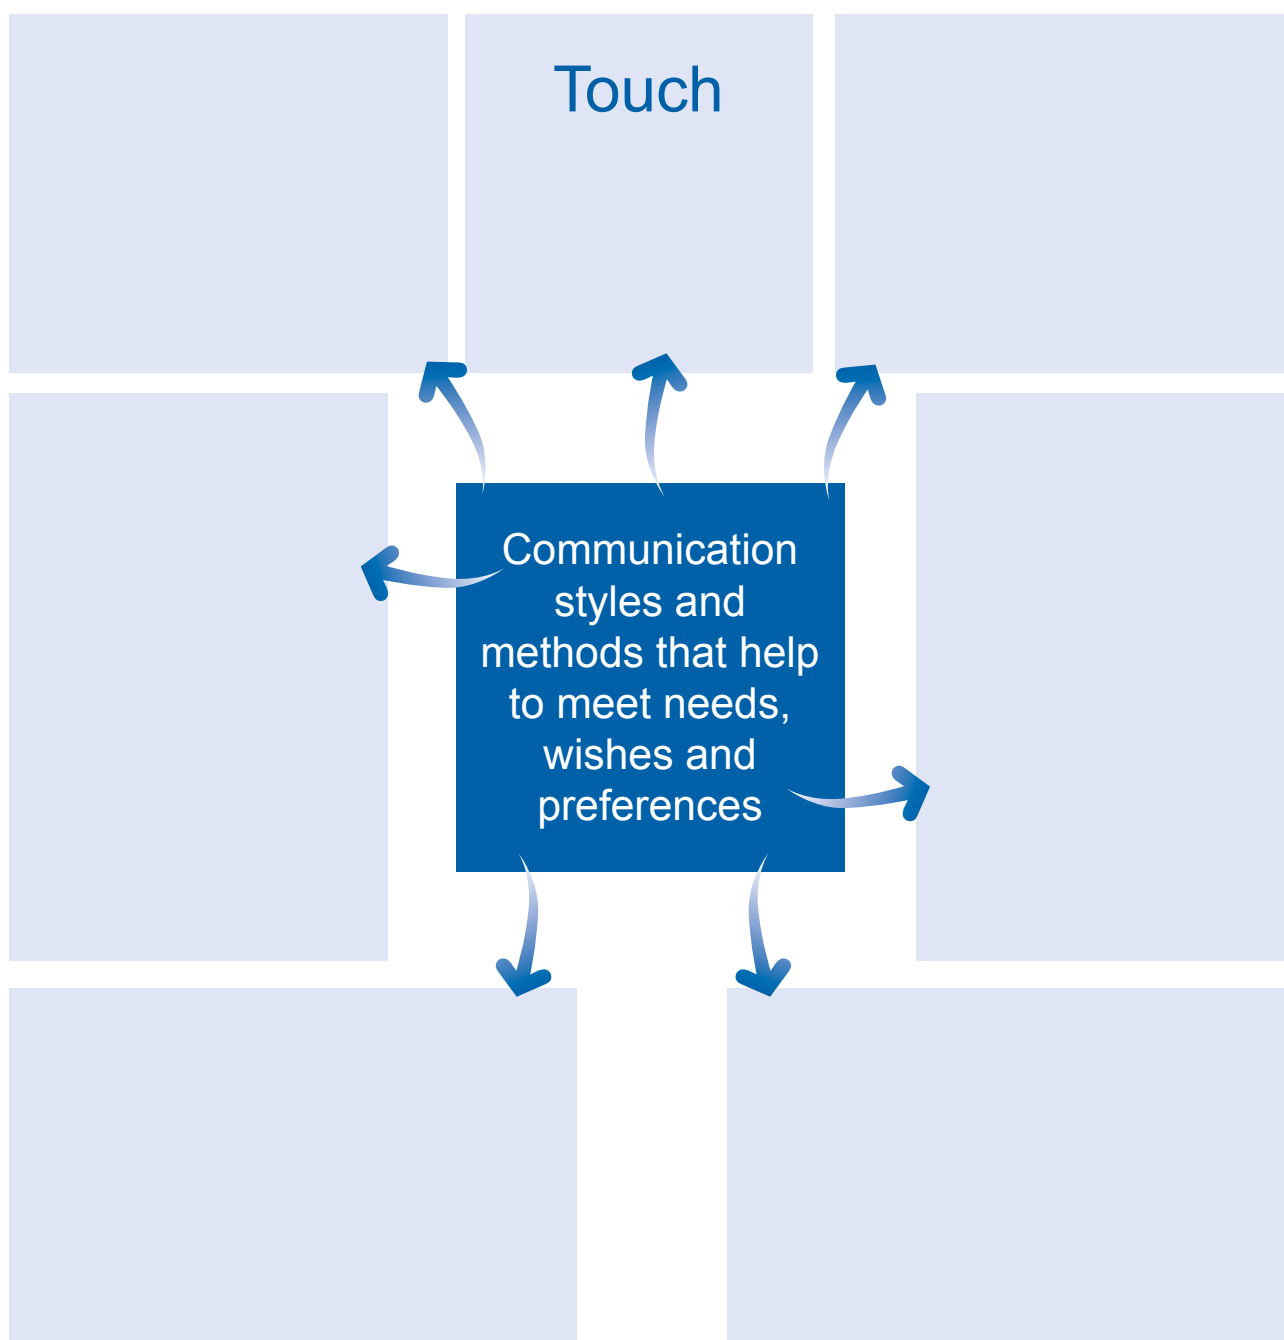 Touch
Communication
styles and
methods that help
to meet needs,
wishes and
preferences